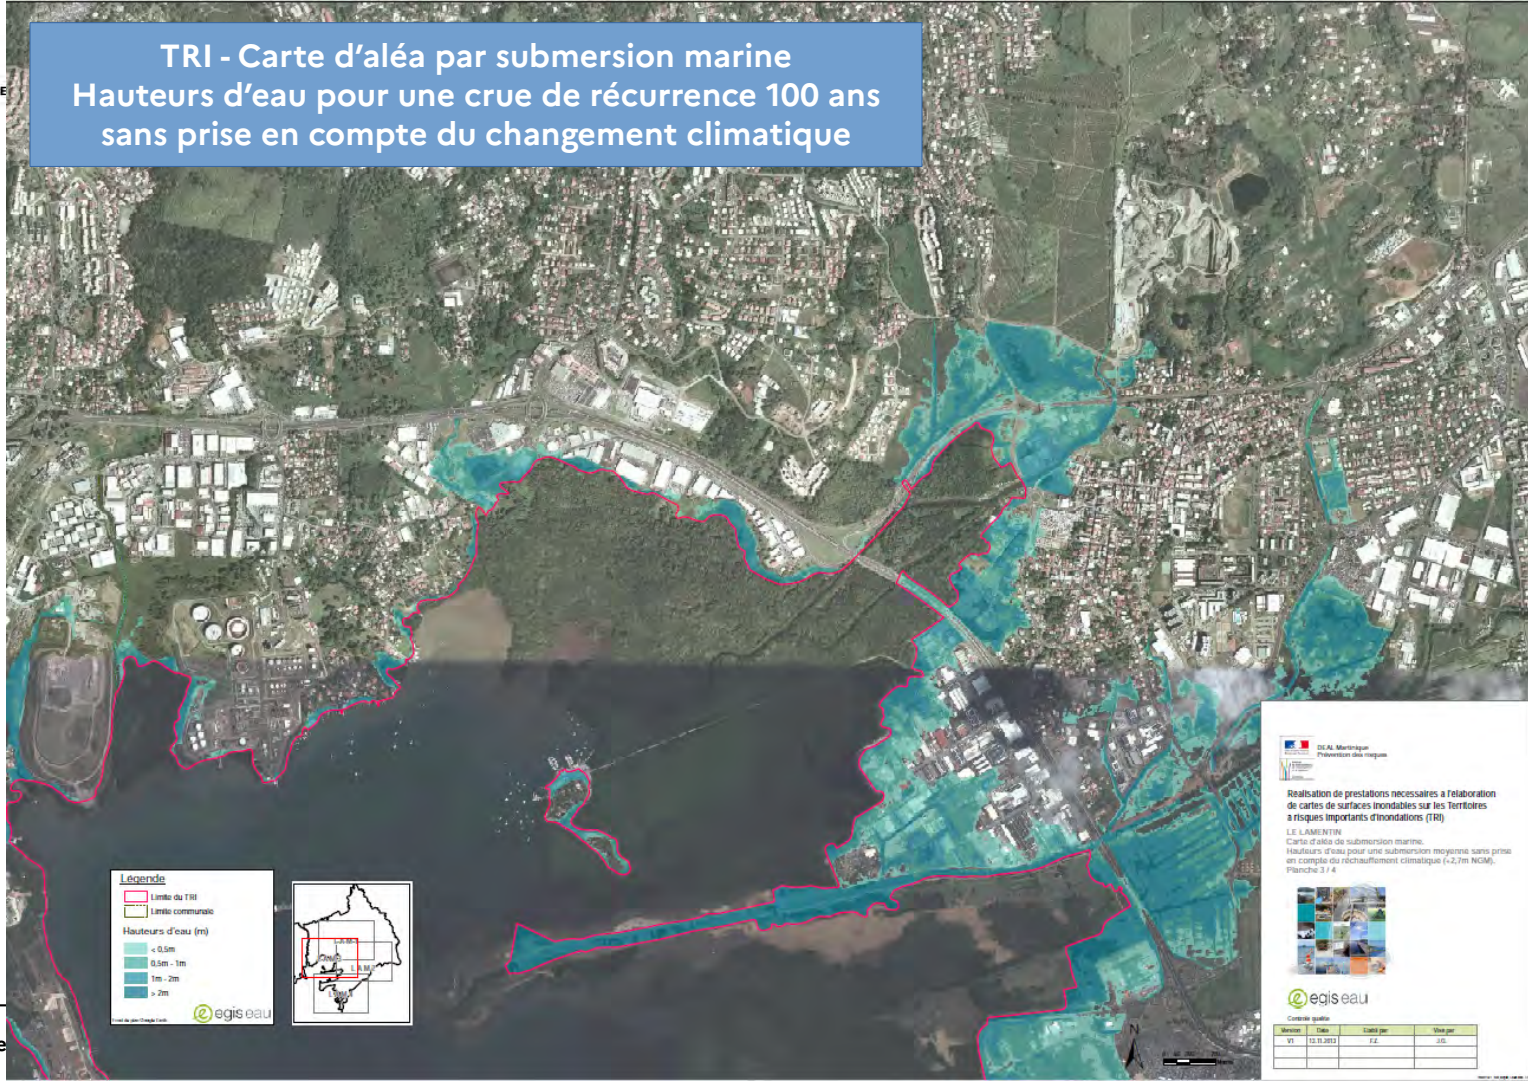 TRI - Carte d'aléa par submersion marine
Hauteurs d'eau pour une crue de récurrence 100 ans
sans prise en compte du changement climatique
Légende
Limite du TRI
Limite communale
Hauteurs d'eau (m)
< 0,5m
0,5m - 1m
1m - 2m
> 2m
egis eau
DEAL Martinique
Prévention des risques
Réalisation de prestations nécessaires à l'élaboration
de cartes de surfaces inondables sur les Territoires
à risques importants d'inondations (TRI)
LE LAMENTIN
Carte d'aléa de submersion marine.
Hauteurs d'eau pour une submersion moyenne sans prise
en compte du réchauffement climatique (+2,7m NGM).
Planche 3 / 4
egis eau
Contrôle qualité
Version Date Etabli par Visé par
V1 13.11.2013 F.Z. J.G.
N